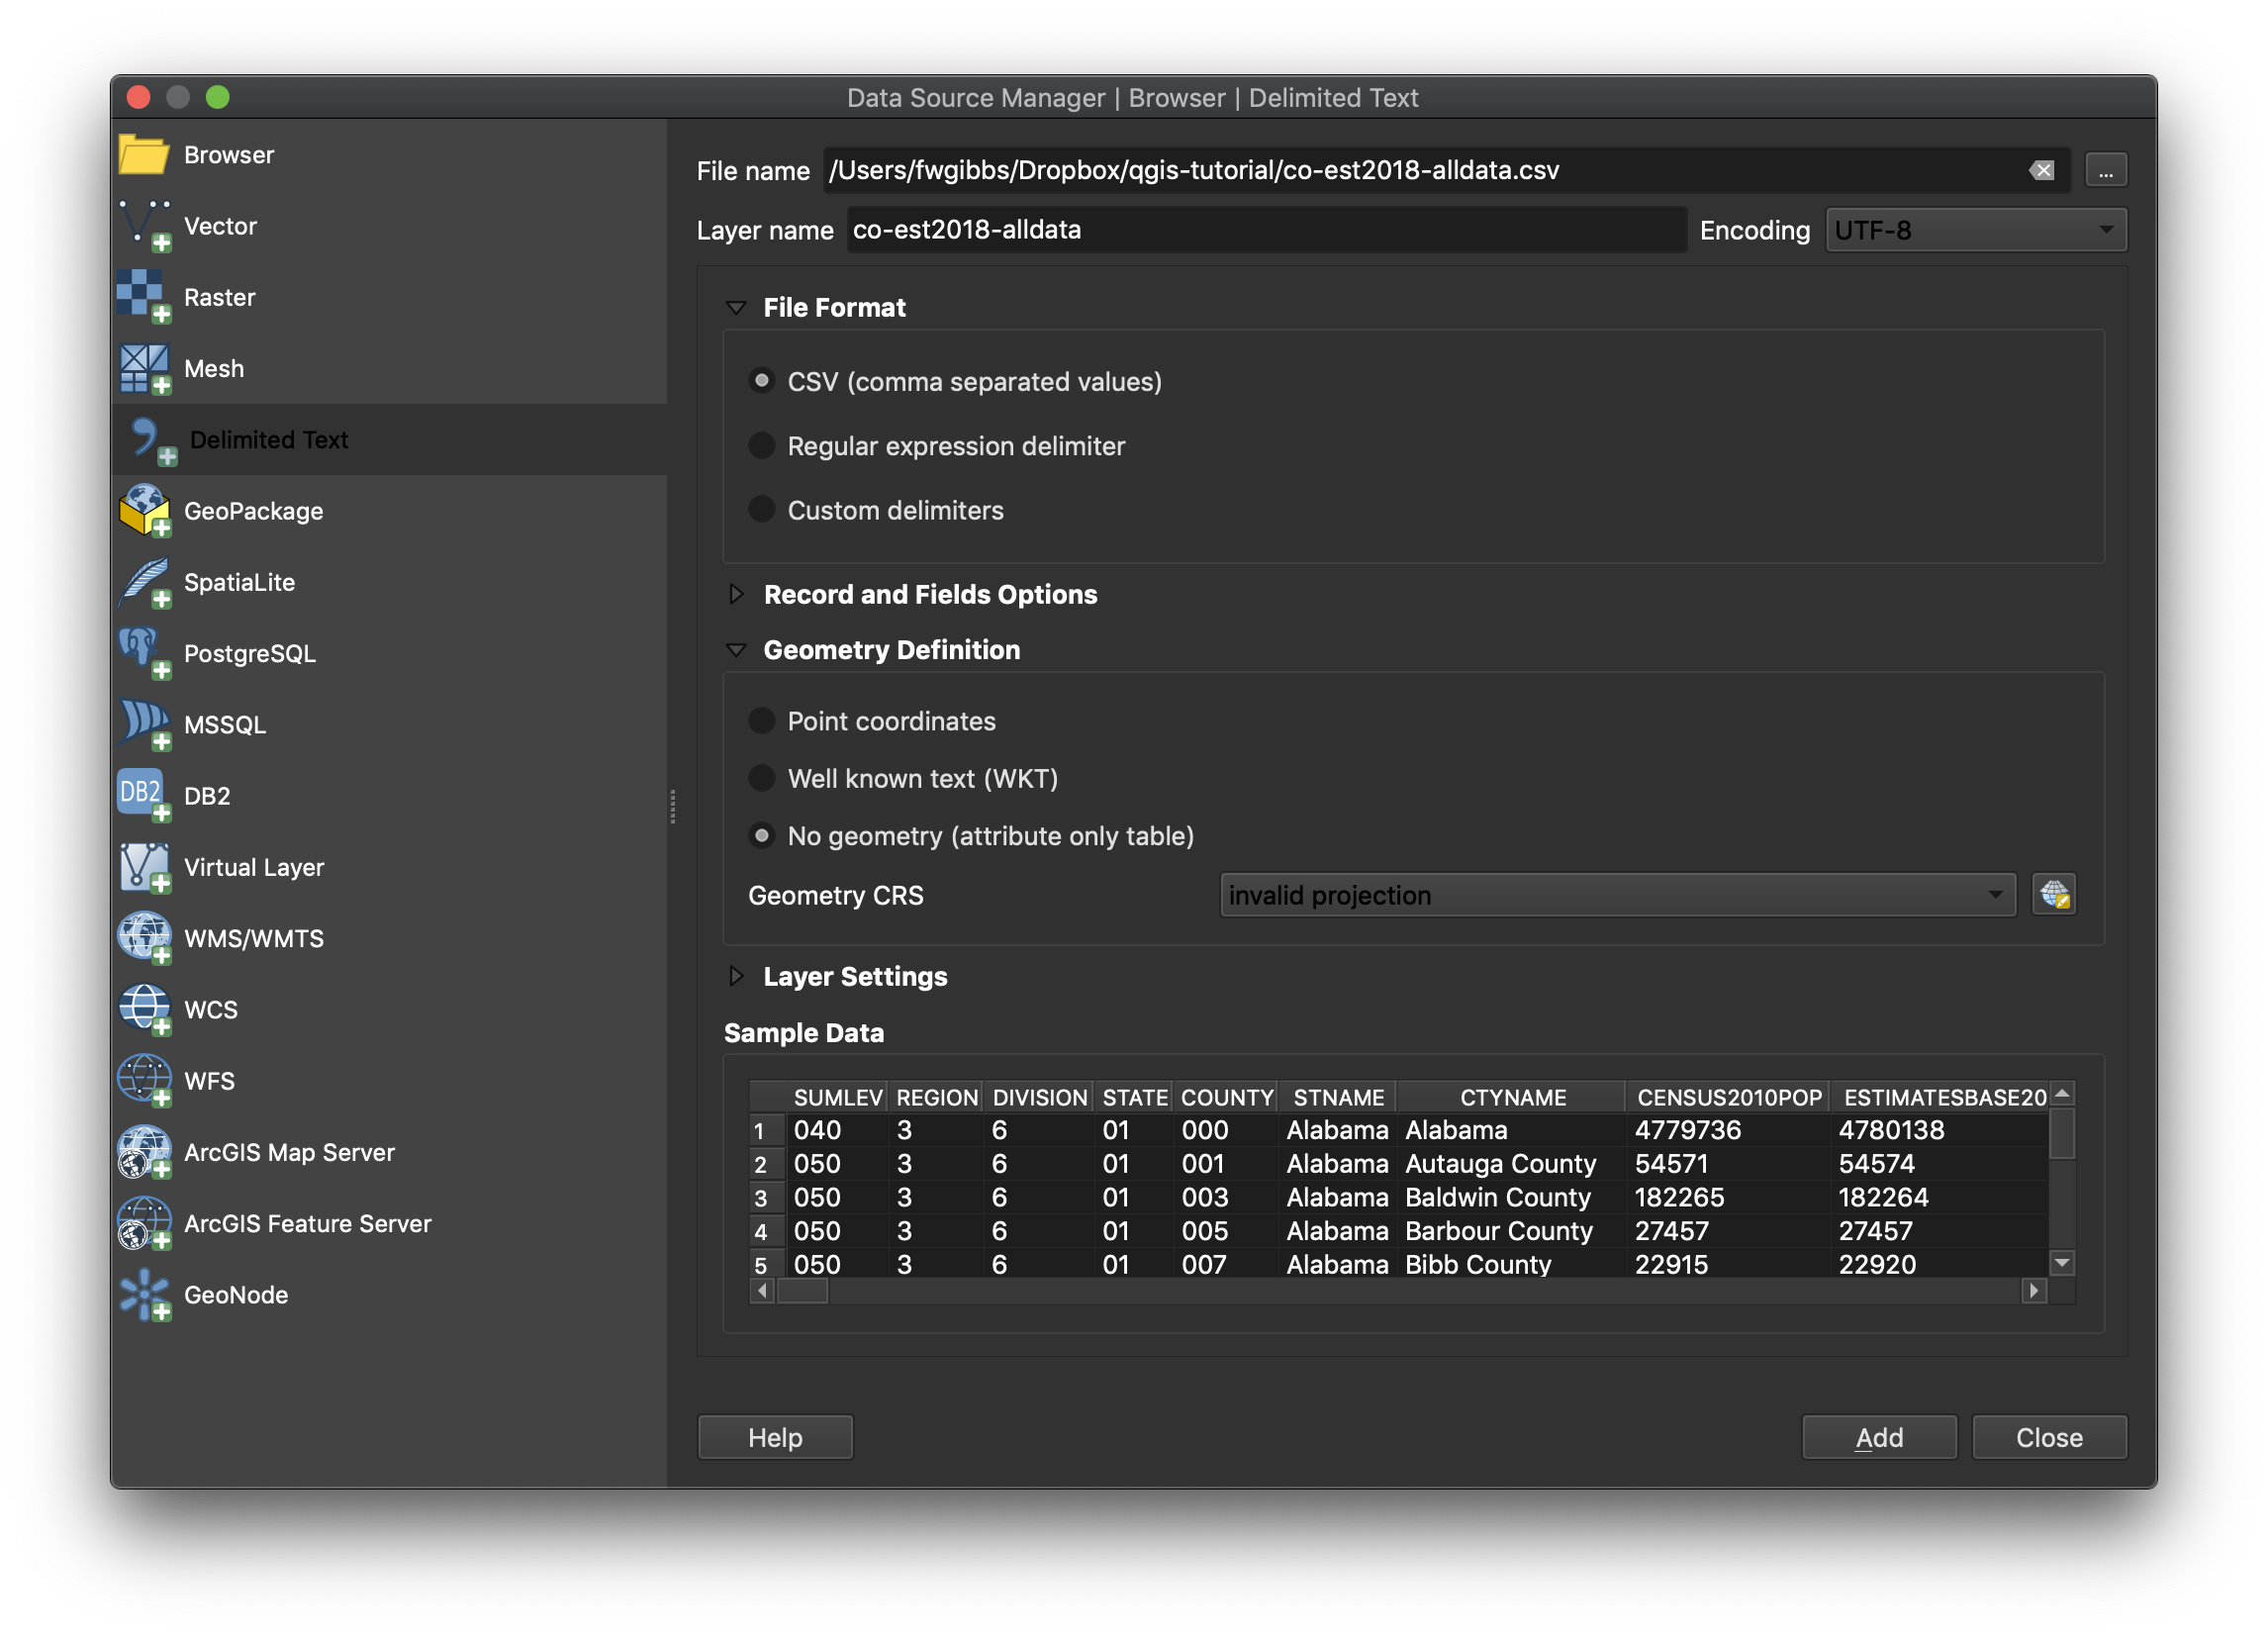 Data Source Manager | Browser | Delimited Text
Browser
Vector
Raster
Mesh
Delimited Text
GeoPackage
SpatiaLite
PostgreSQL
MSSQL
DB2
DB2
Virtual Layer
WMS/WMTS
WCS
WFS
ArcGIS Map Server
ArcGIS Feature Server
GeoNode
File name /Users/fwgibbs/Dropbox/qgis-tutorial/co-est2018-alldata.csv ...
Layer name co-est2018-alldata Encoding UTF-8
File Format
CSV (comma separated values)
Regular expression delimiter
Custom delimiters
Record and Fields Options
Geometry Definition
Point coordinates
Well known text (WKT)
No geometry (attribute only table)
Geometry CRS invalid projection
Layer Settings
Sample Data
SUMLEV REGION DIVISION STATE COUNTY STNAME CTYNAME CENSUS2010POP ESTIMATESBASE20
1 040 3 6 01 000 Alabama Alabama 4779736 4780138
2 050 3 6 01 001 Alabama Autauga County 54571 54574
3 050 3 6 01 003 Alabama Baldwin County 182265 182264
4 050 3 6 01 005 Alabama Barbour County 27457 27457
5 050 3 6 01 007 Alabama Bibb County 22915 22920
Help Add Close